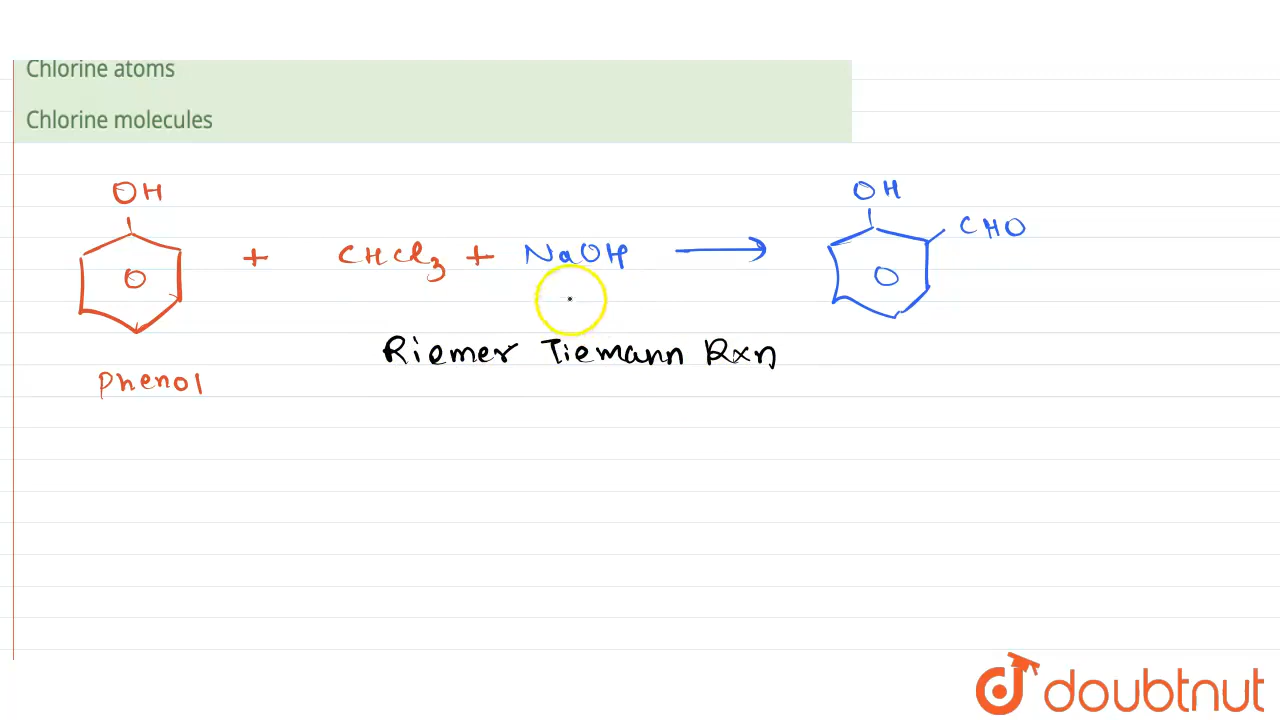 Chlorine atoms
Chlorine molecules
OH
OH
CHO
+ CHCl3 + NaOH ⟶
Riemer Tiemann Rxn
Phenol
doubtnut